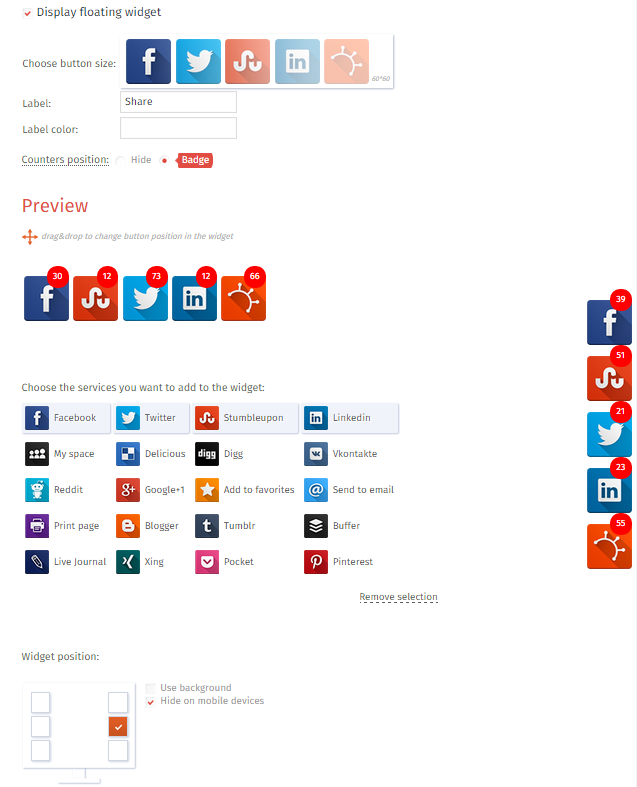 Display floating widget
Choose button size:
60*60
Label: Share
Label color:
Counters position: Hide Badge
Preview
drag&drop to change button position in the widget
30 12 73 12 66
39
51
21
23
55
Choose the services you want to add to the widget:
Facebook Twitter Stumbleupon Linkedin
My space Delicious digg Digg Vkontakte
Reddit g+ Google+1 Add to favorites @ Send to email
Print page Blogger Tumblr Buffer
Live Journal Xing Pocket Pinterest
Remove selection
Widget position:
Use background
Hide on mobile devices